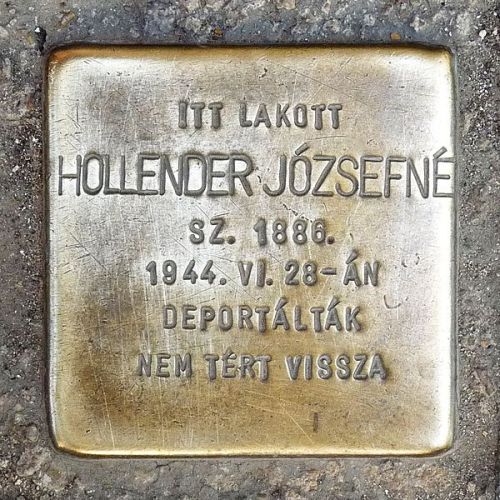 ITT LAKOTT
HOLLENDER JÓZSEFNÉ
SZ. 1886.
1944. VI. 28-ÁN
DEPORTÁLTÁK
NEM TÉRT VISSZA